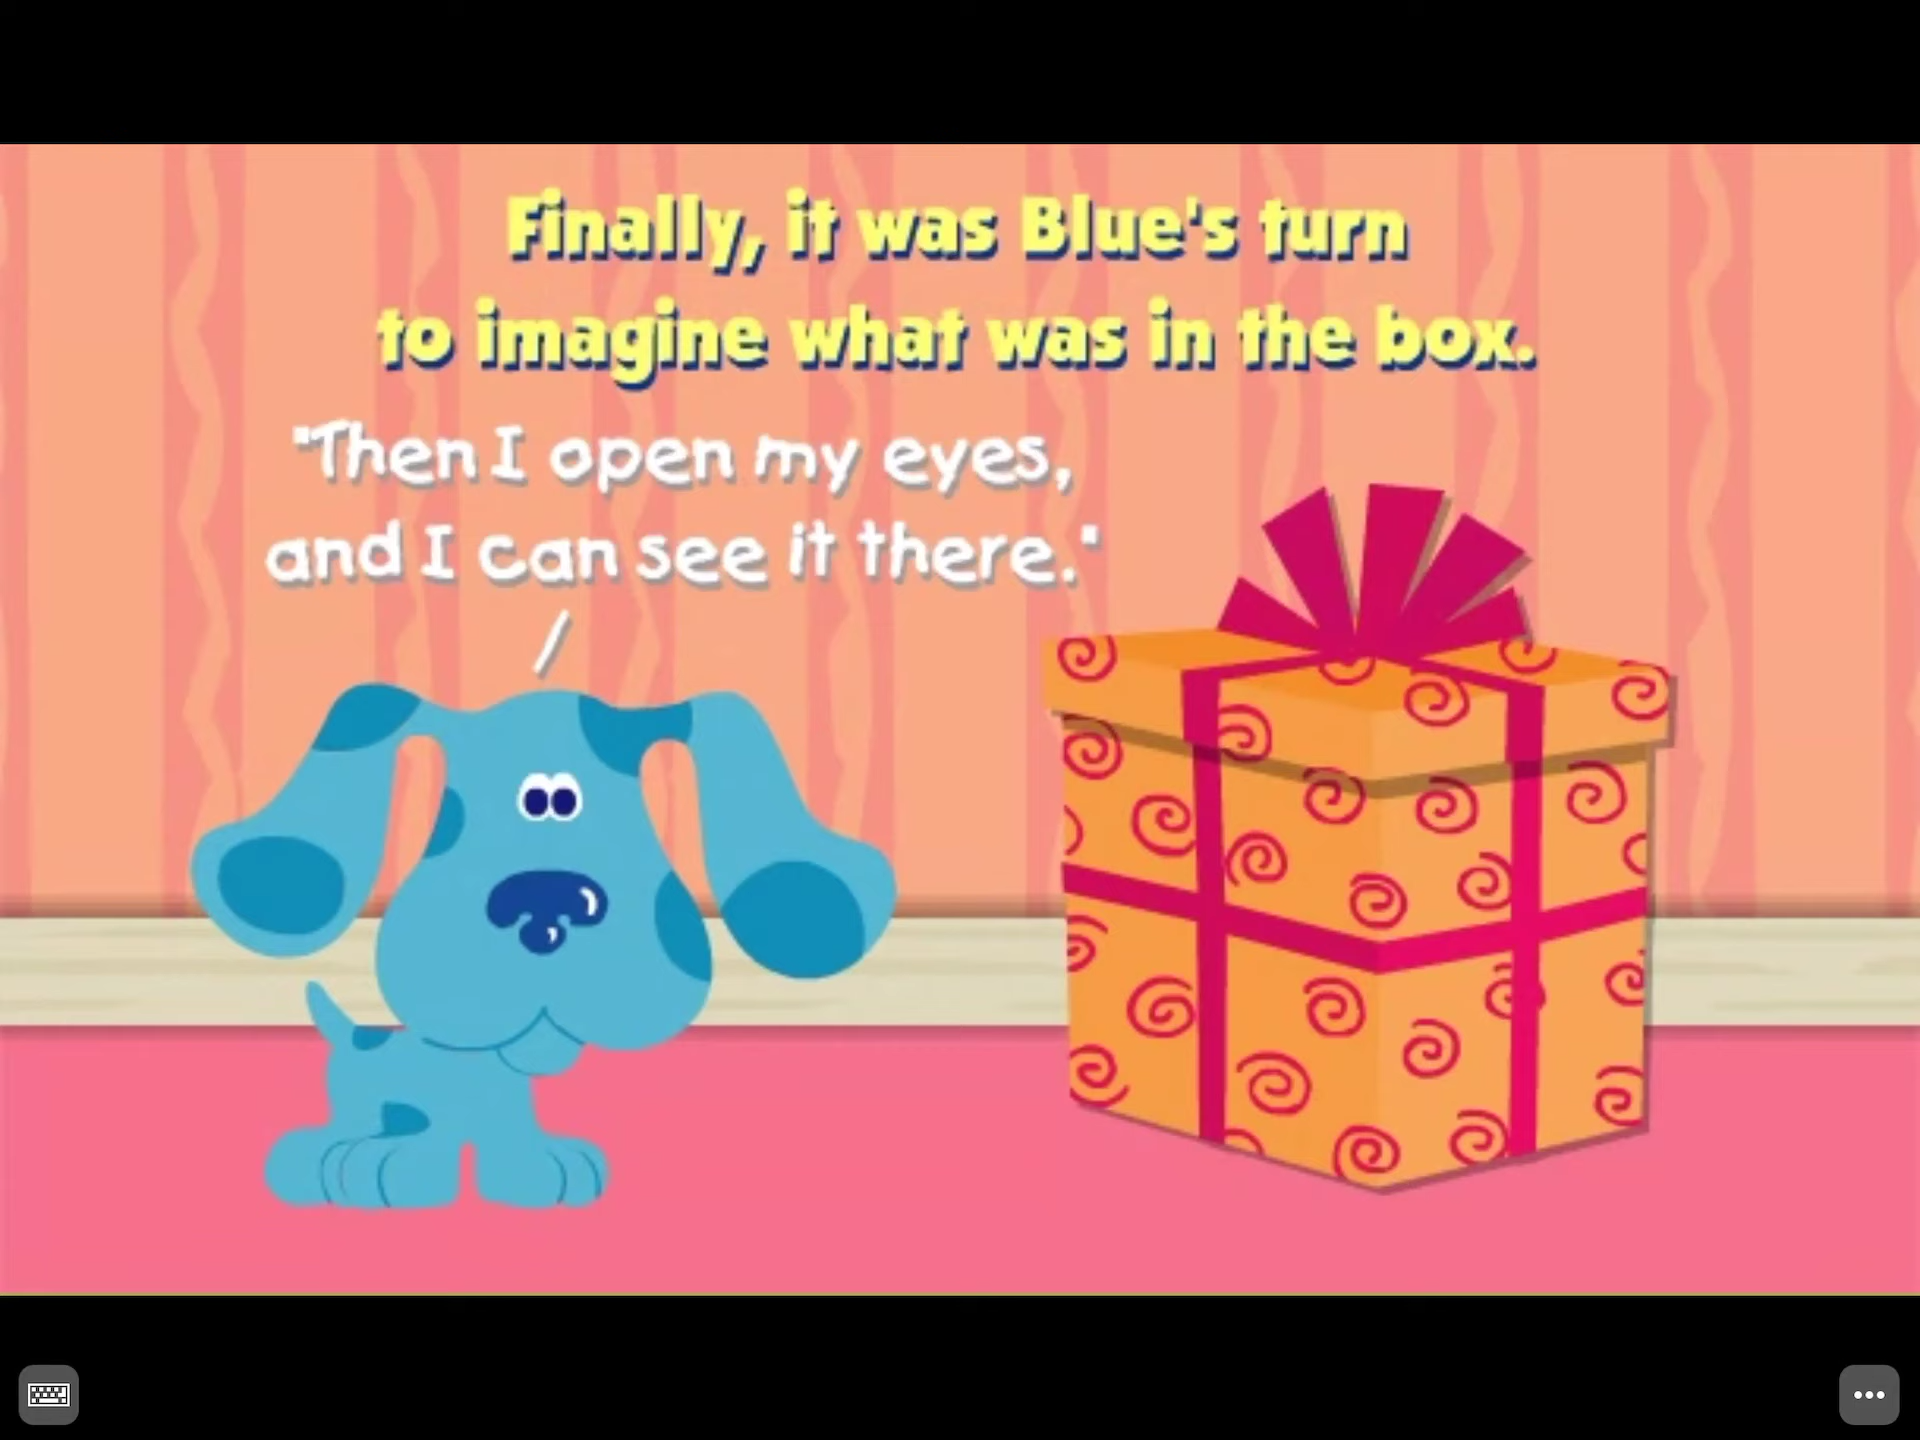 Finally, it was Blue's turn
to imagine what was in the box.
"Then I open my eyes,
and I can see it there."